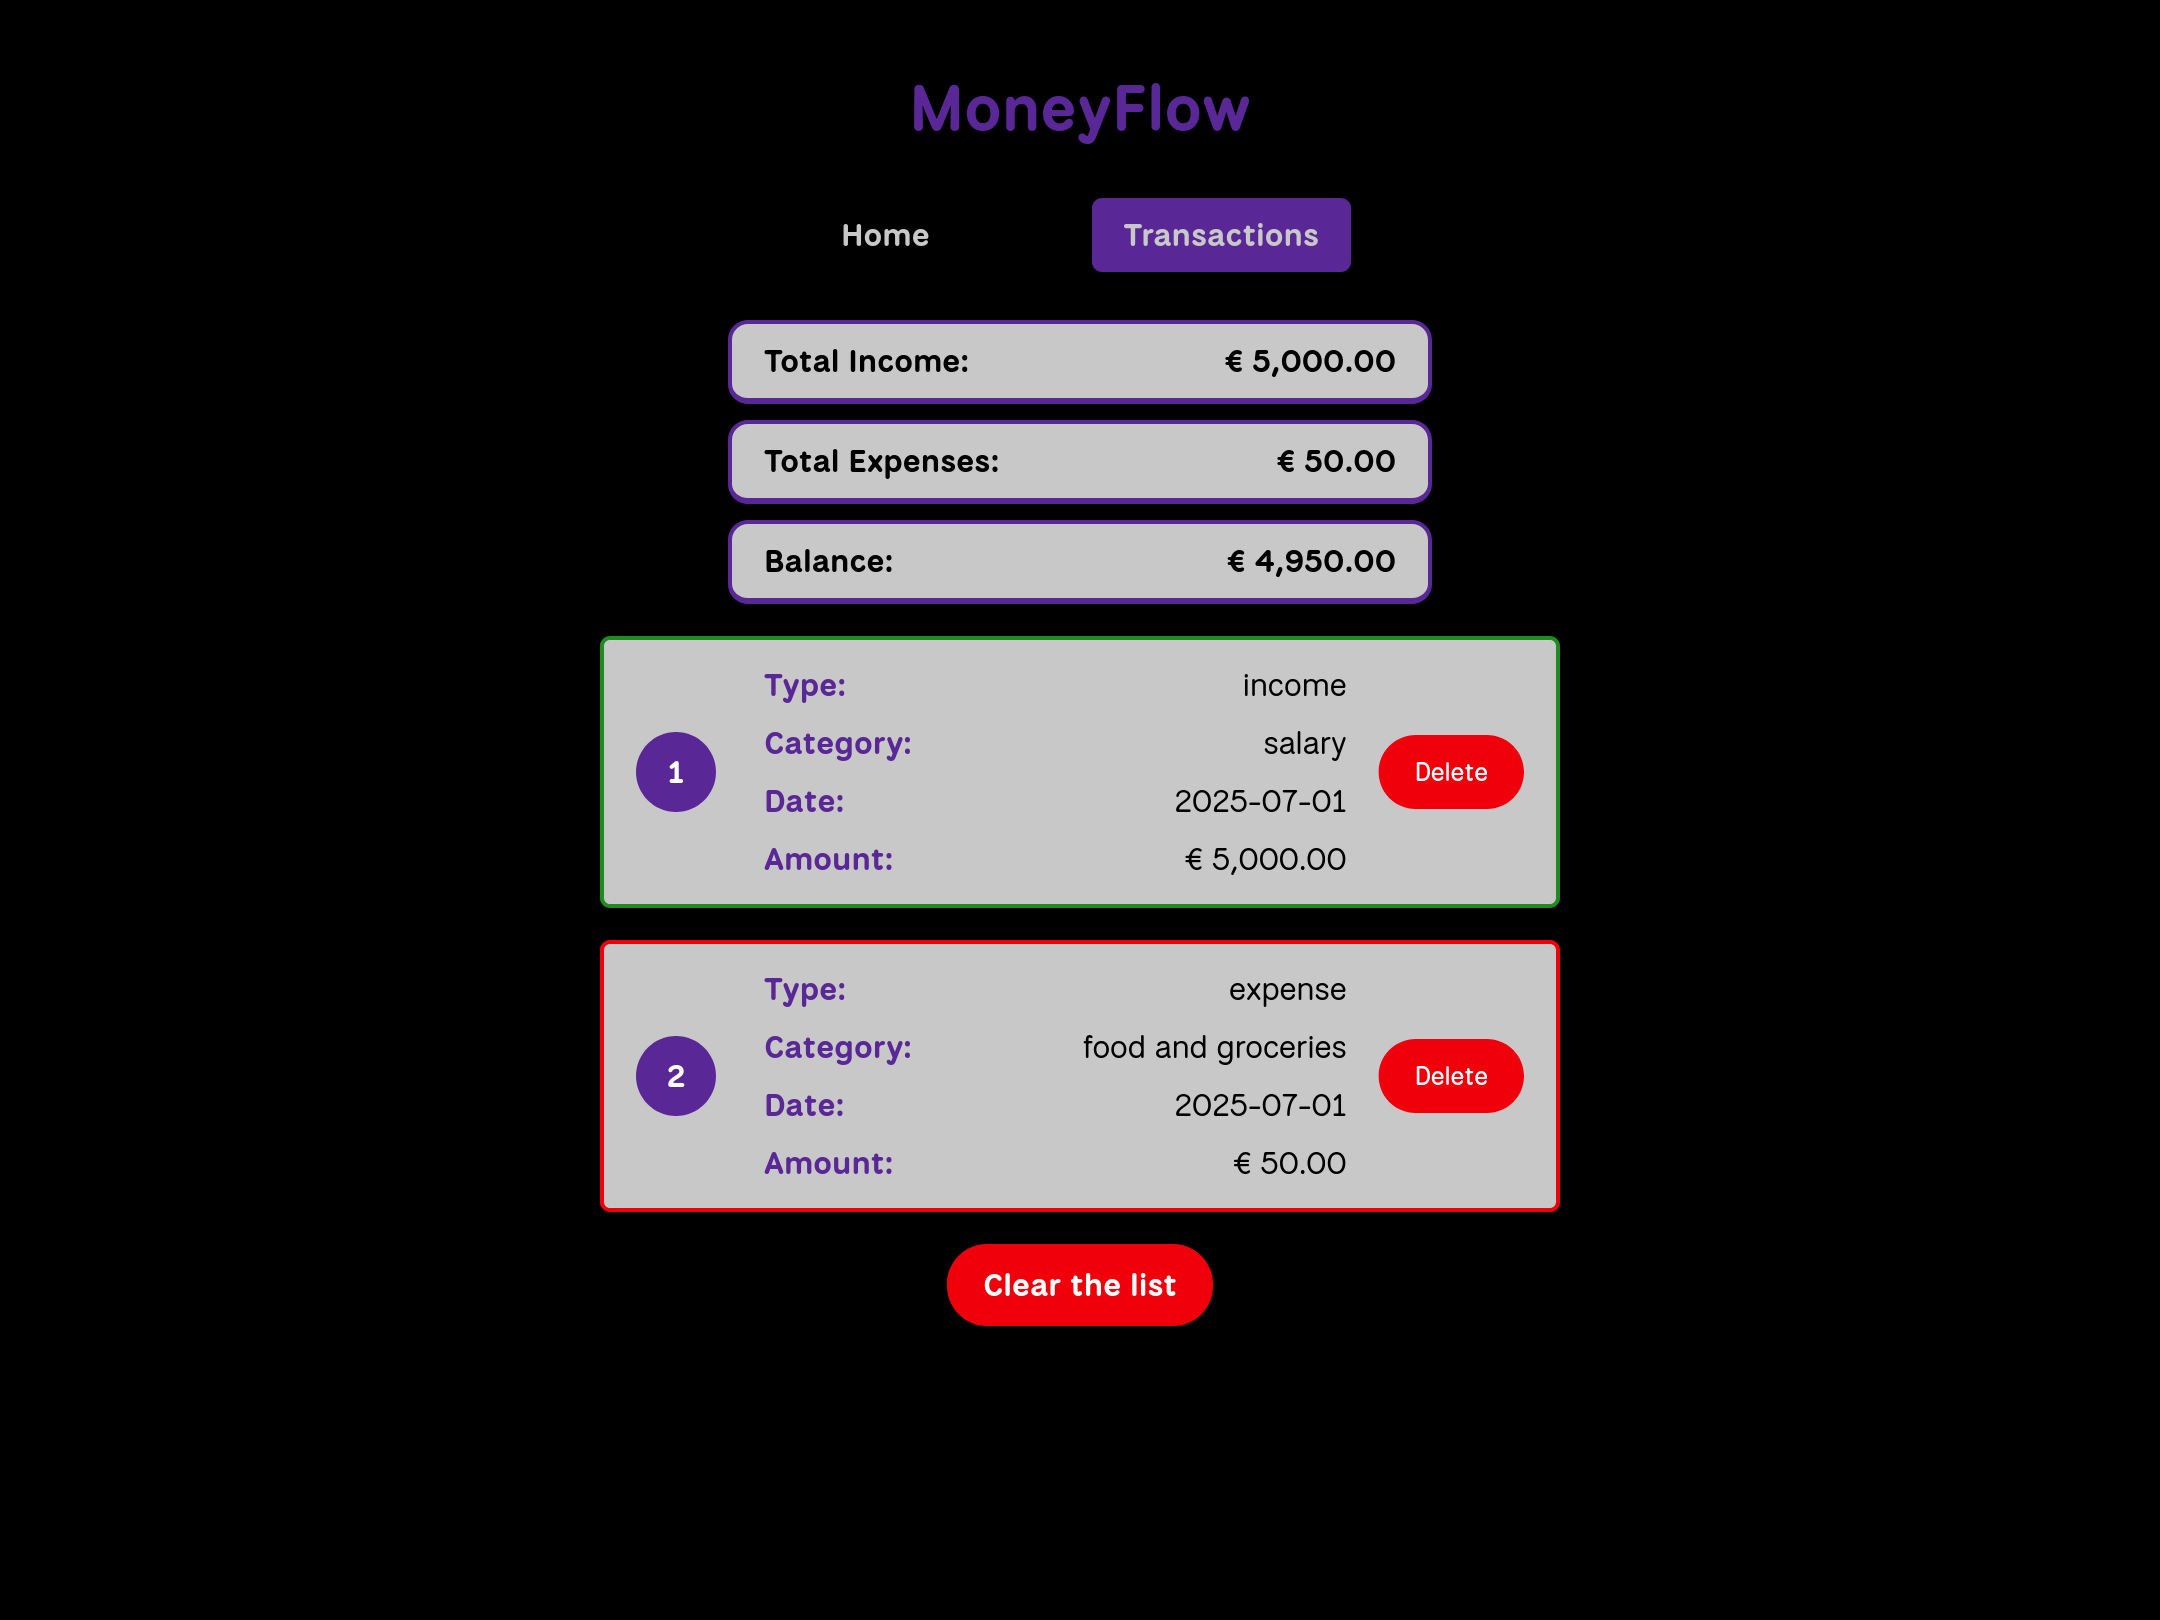 MoneyFlow
Home Transactions
Total Income: € 5,000.00
Total Expenses: € 50.00
Balance: € 4,950.00
1
Type: income
Category: salary
Date: 2025-07-01
Amount: € 5,000.00
Delete
2
Type: expense
Category: food and groceries
Date: 2025-07-01
Amount: € 50.00
Delete
Clear the list